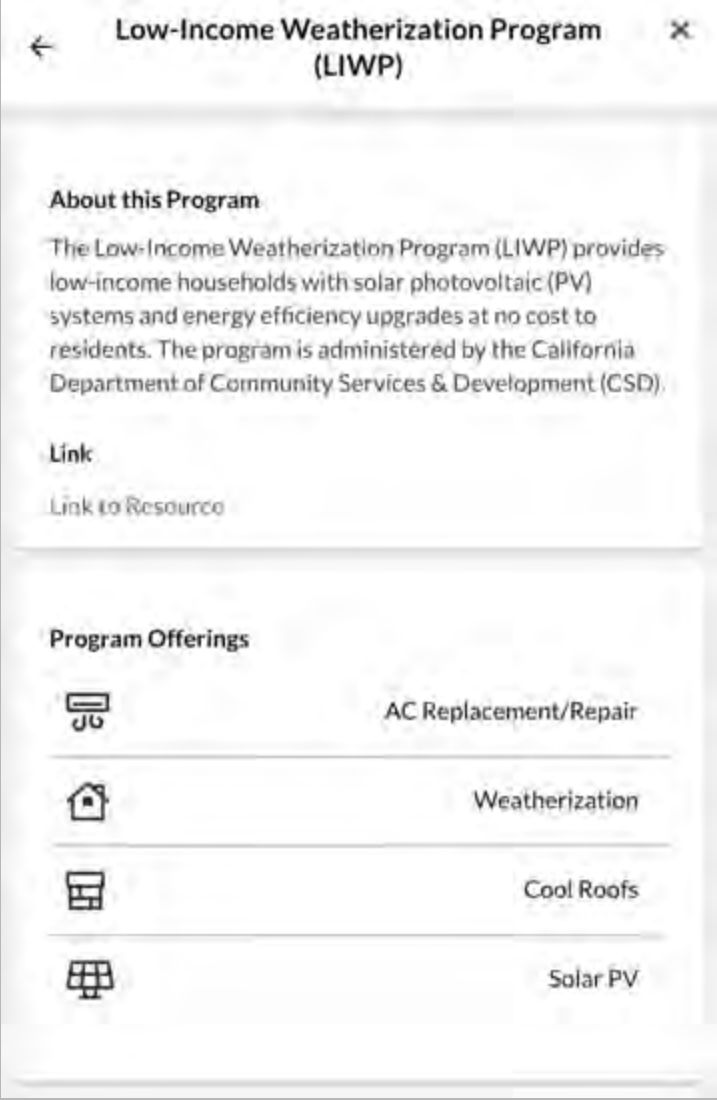 Low-Income Weatherization Program
(LIWP)
About this Program
The Low-Income Weatherization Program (LIWP) provides
low-income households with solar photovoltaic (PV)
systems and energy efficiency upgrades at no cost to
residents. The program is administered by the California
Department of Community Services & Development (CSD).
Link
Link to Resource
Program Offerings
AC Replacement/Repair
Weatherization
Cool Roofs
Solar PV